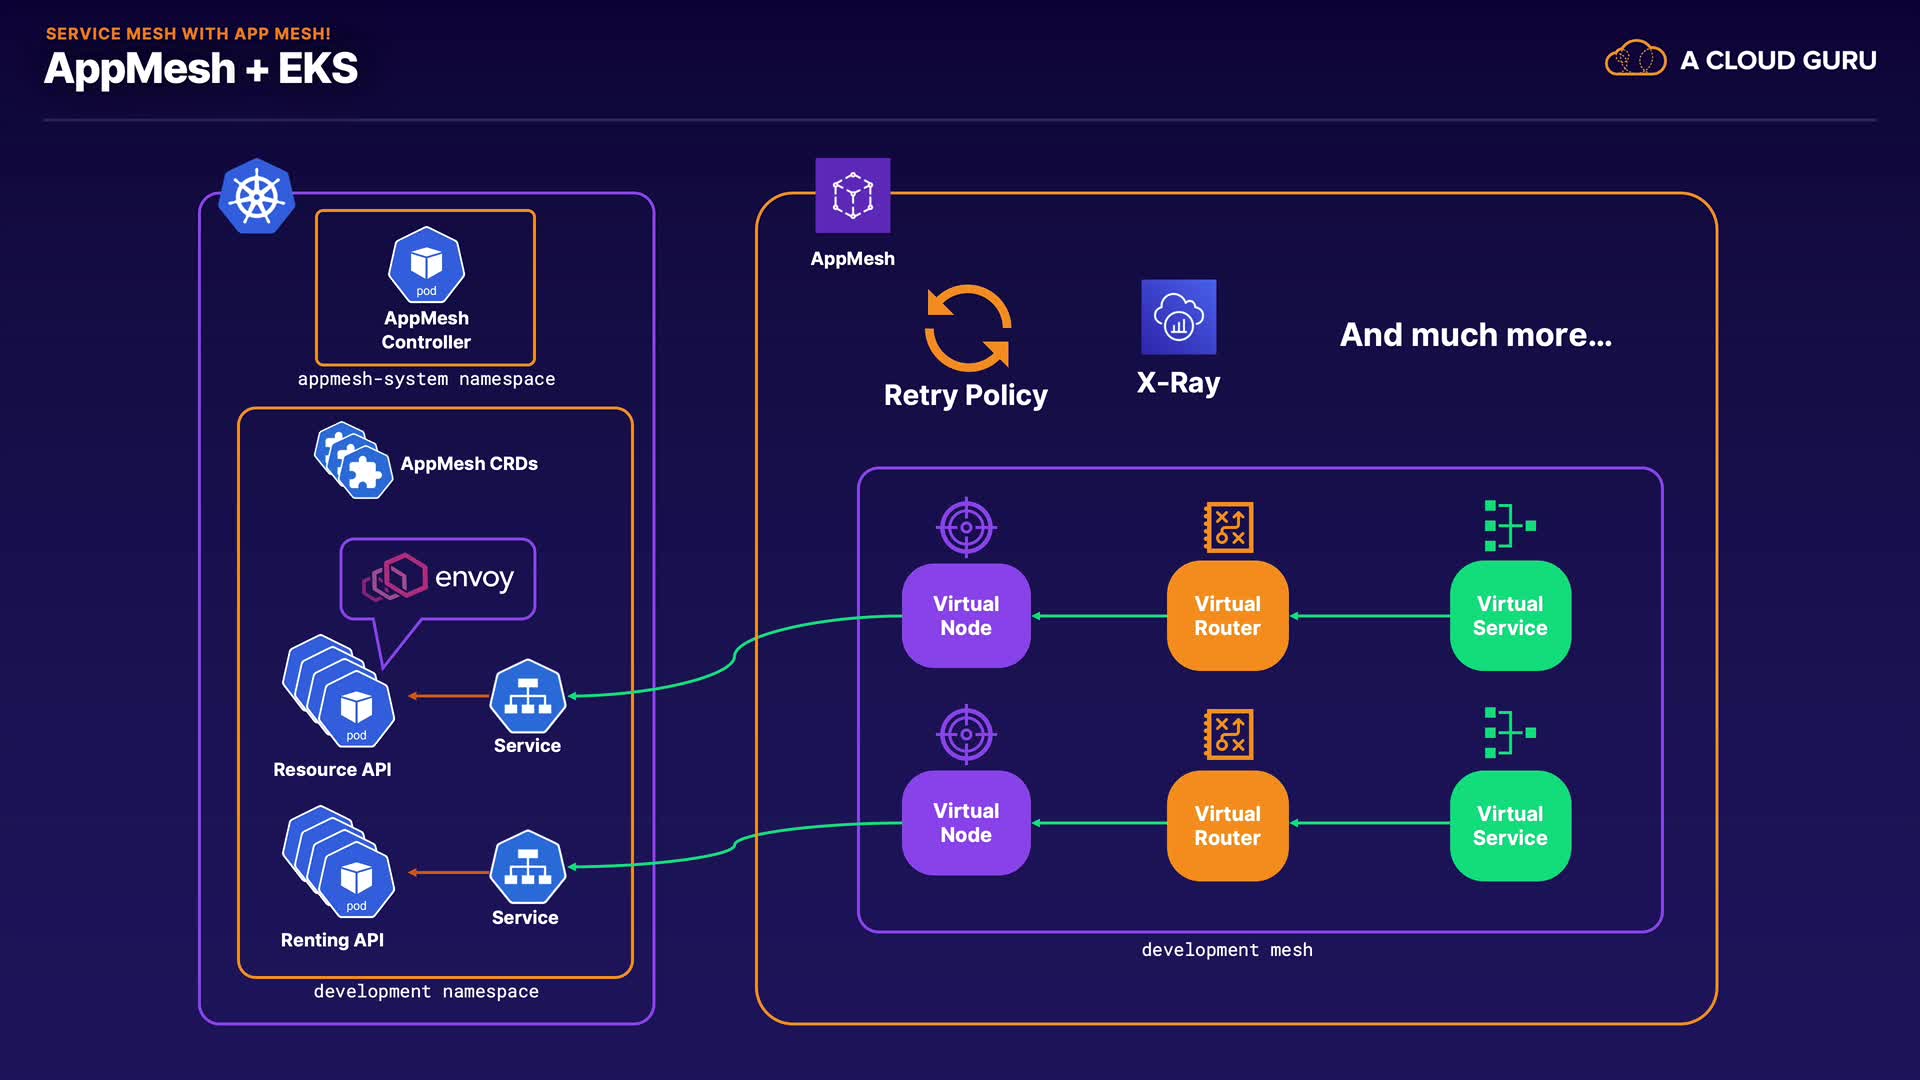 SERVICE MESH WITH APP MESH!
AppMesh + EKS
A CLOUD GURU
pod
AppMesh
Controller
appmesh-system namespace
AppMesh CRDs
envoy
pod
Resource API
Service
pod
Renting API
Service
development namespace
AppMesh
Retry Policy
X-Ray
And much more...
Virtual
Node
Virtual
Router
Virtual
Service
Virtual
Node
Virtual
Router
Virtual
Service
development mesh